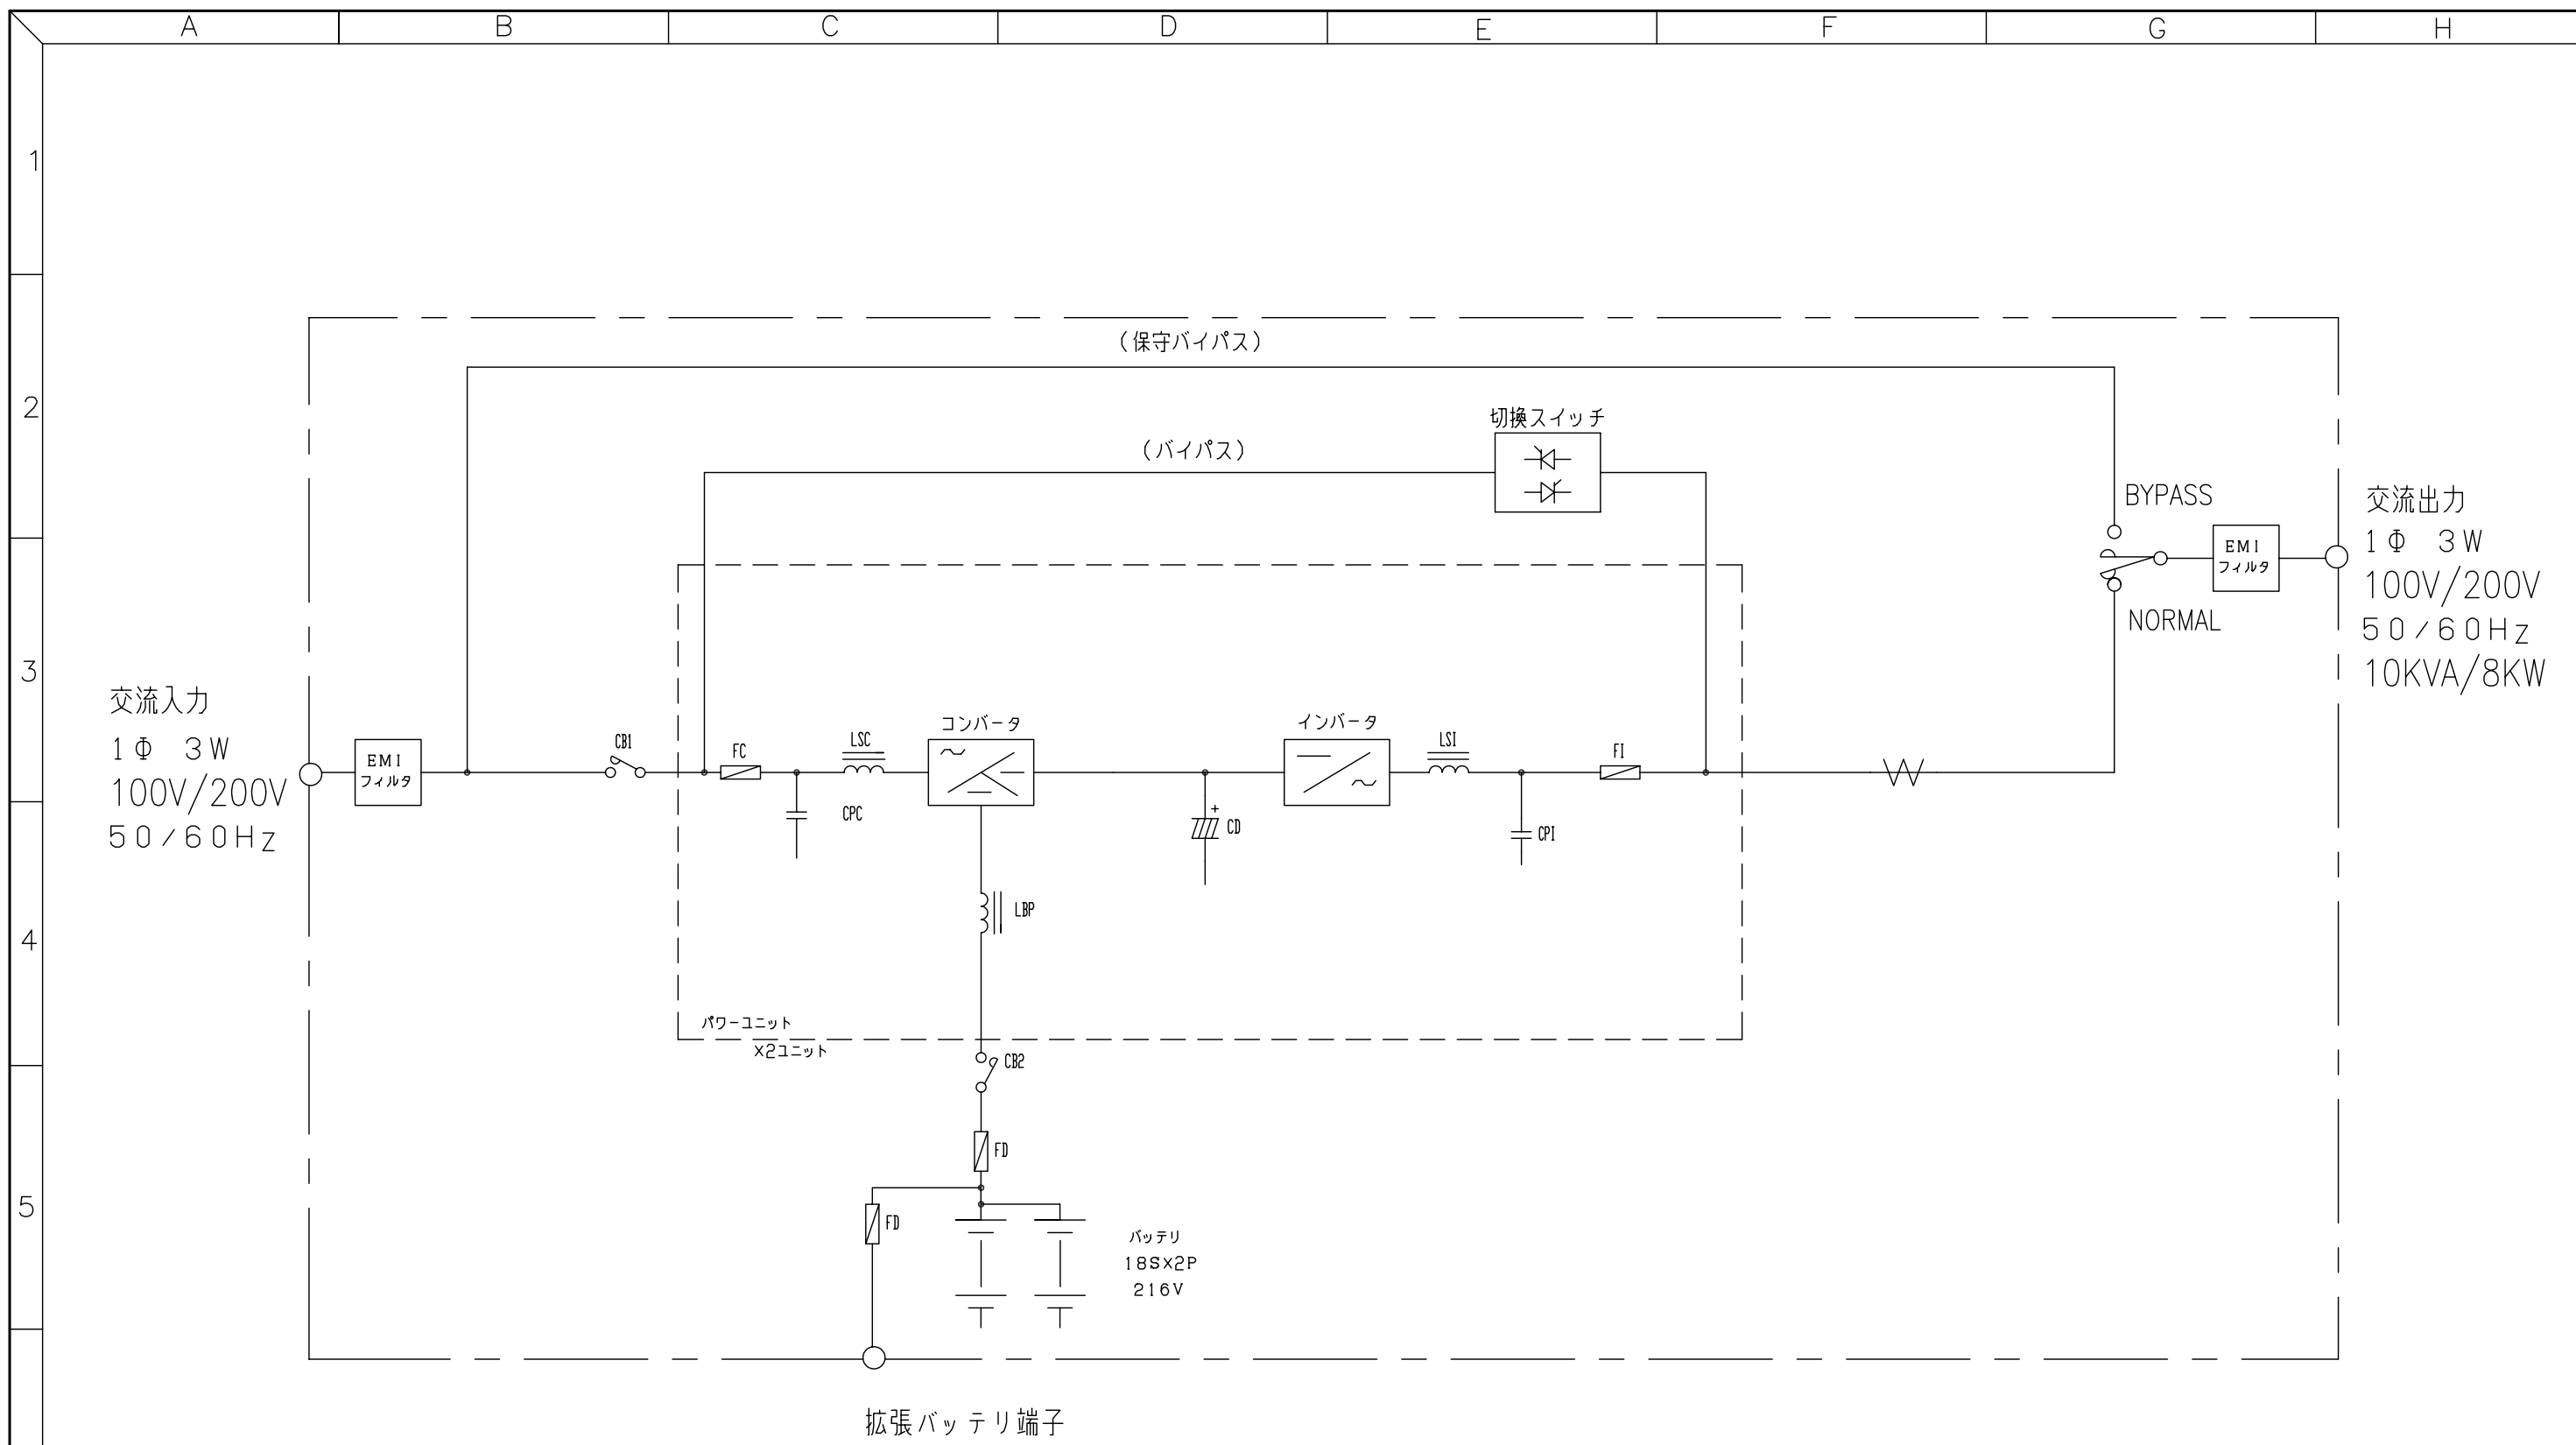 A B C D E F G H
1
2
3
4
5
(保守バイパス)
切換スイッチ
(バイパス)
BYPASS
NORMAL
EMI
フィルタ
交流出力
1Φ 3W
100V/200V
50/60Hz
10KVA/8KW
交流入力
1Φ 3W
100V/200V
50/60Hz
EMI
フィルタ
CB1
FC
LSC
コンバータ
インバータ
LSI
FI
CPC
+
CD
CPI
LBP
パワーユニット
X2ユニット
CB2
FD
FD
バッテリ
18SX2P
216V
拡張バッテリ端子